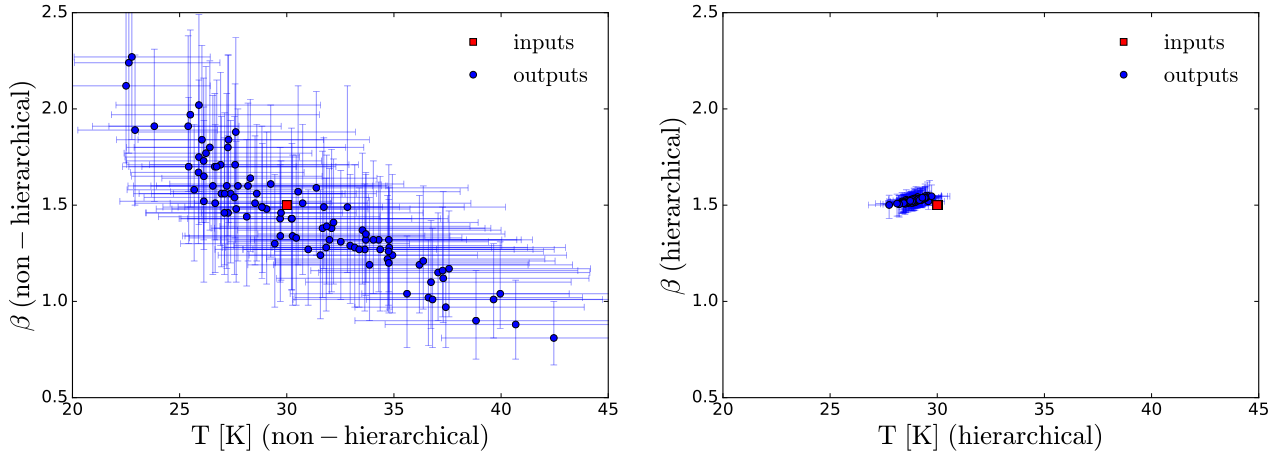 2.5
2.0
1.5
1.0
0.5
β (non − hierarchical)
inputs
outputs
20 25 30 35 40 45
T [K] (non − hierarchical)
2.5
2.0
1.5
1.0
0.5
β (hierarchical)
inputs
outputs
20 25 30 35 40 45
T [K] (hierarchical)